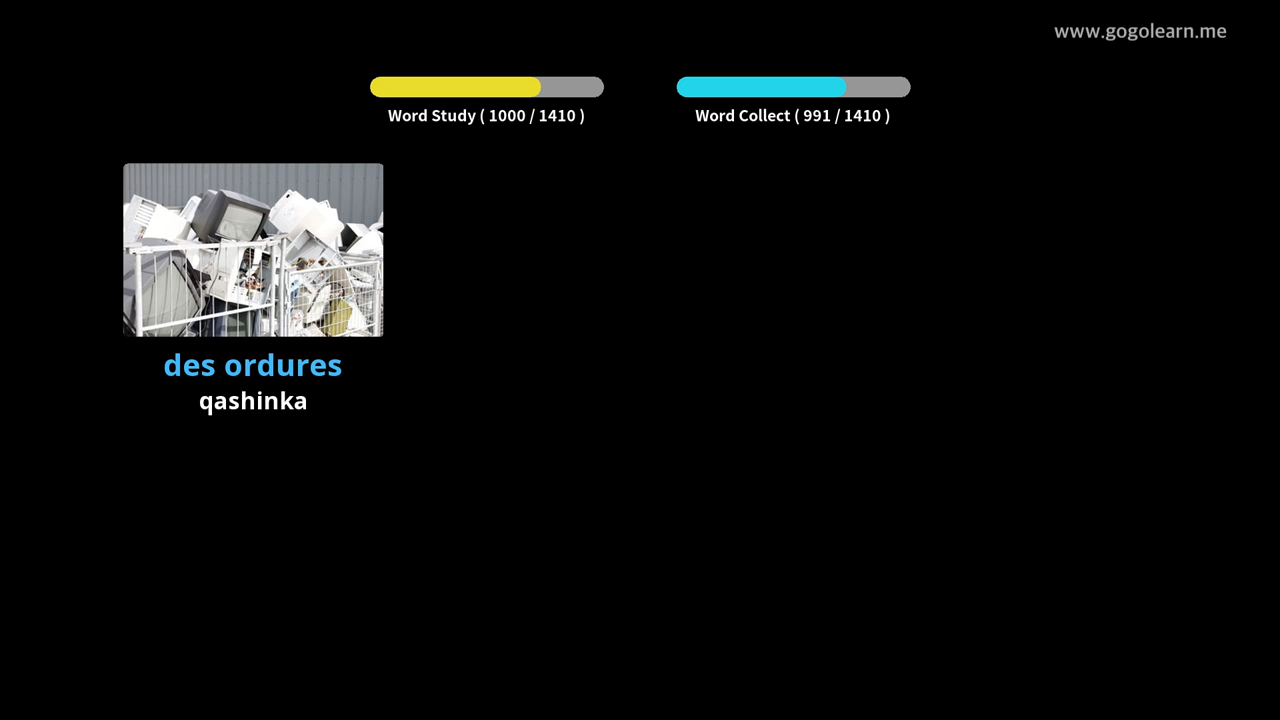 www.gogolearn.me
Word Study ( 1000 / 1410 )
Word Collect ( 991 / 1410 )
des ordures
qashinka